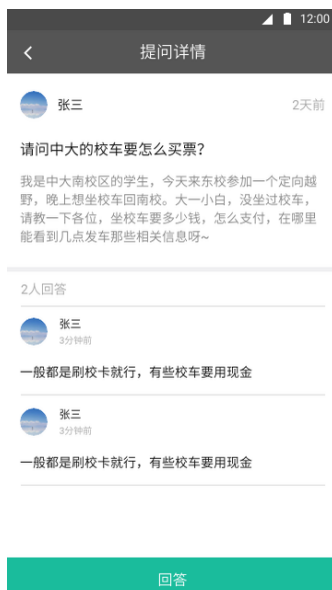 12:00
提问详情
张三
2天前
请问中大的校车要怎么买票？
我是中大南校区的学生，今天来东校参加一个定向越
野，晚上想坐校车回南校。大一小白，没坐过校车，
请教一下各位，坐校车要多少钱，怎么支付，在哪里
能看到几点发车那些相关信息呀~
2人回答
张三
3分钟前
一般都是刷校卡就行，有些校车要用现金
张三
3分钟前
一般都是刷校卡就行，有些校车要用现金
回答